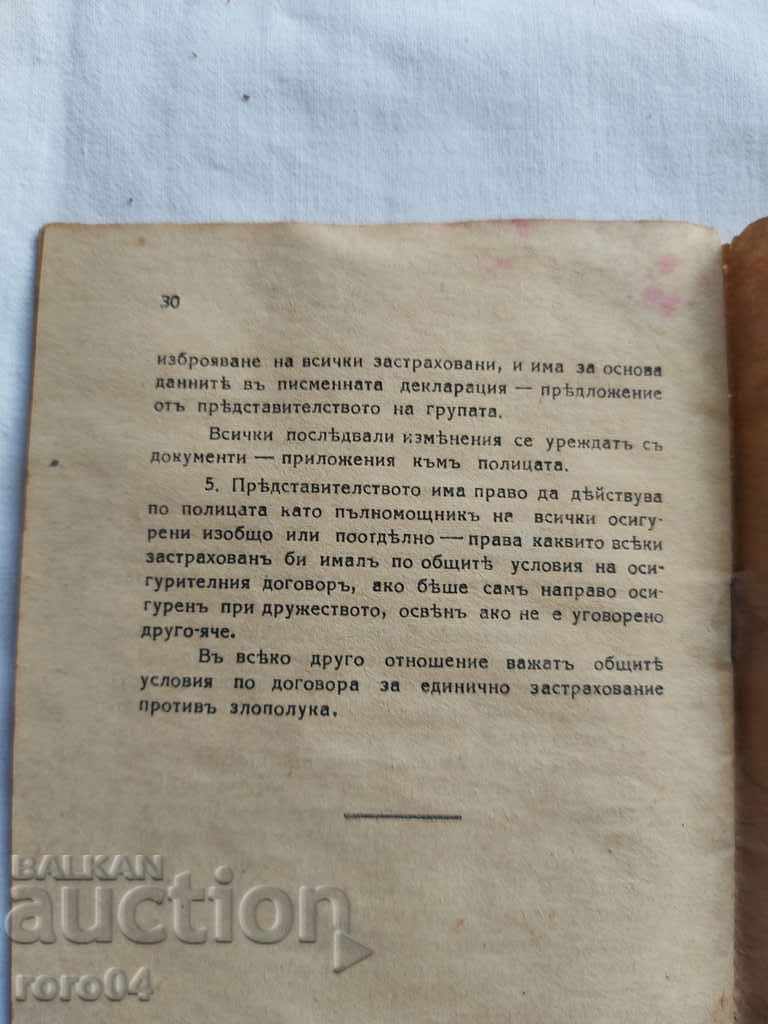 30
изброяване на всички застраховани, и има за основа
даннитѣ въ писменната декларация — прѣдложение
отъ прѣдставителството на групата.
Всички послѣдвали измѣнения се уреждатъ съ
документи — приложения къмъ полицата.
5. Прѣдставителството има право да дѣйствува
по полицата като пълномощникъ на всички осигу-
рени изобщо или поотдѣлно — права каквито всѣки
застрахованъ би ималъ по общитѣ условия на оси-
гурителния договоръ, ако бѣше самъ направо оси-
гуренъ при дружеството, освѣнъ ако не е уговорено
друго-яче.
Въ всѣко друго отношение важатъ общитѣ
условия по договора за единично застрахование
противъ злополука.
BALKAN
auction
roro04